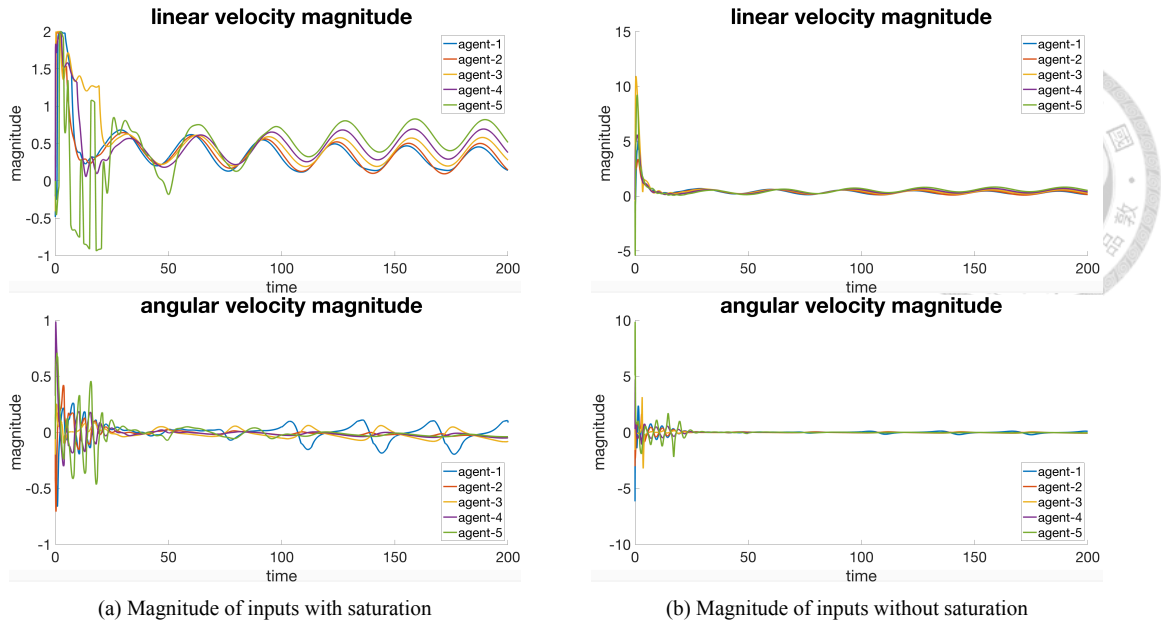 linear velocity magnitude
2
1.5
1
0.5
0
-0.5
-1
magnitude
0
50
100
150
200
time
agent-1
agent-2
agent-3
agent-4
agent-5
linear velocity magnitude
15
10
5
0
-5
magnitude
0
50
100
150
200
time
agent-1
agent-2
agent-3
agent-4
agent-5
國
敦
品
angular velocity magnitude
1
0.5
0
-0.5
-1
magnitude
0
50
100
150
200
time
agent-1
agent-2
agent-3
agent-4
agent-5
angular velocity magnitude
10
5
0
-5
-10
magnitude
0
50
100
150
200
time
agent-1
agent-2
agent-3
agent-4
agent-5
(a) Magnitude of inputs with saturation
(b) Magnitude of inputs without saturation